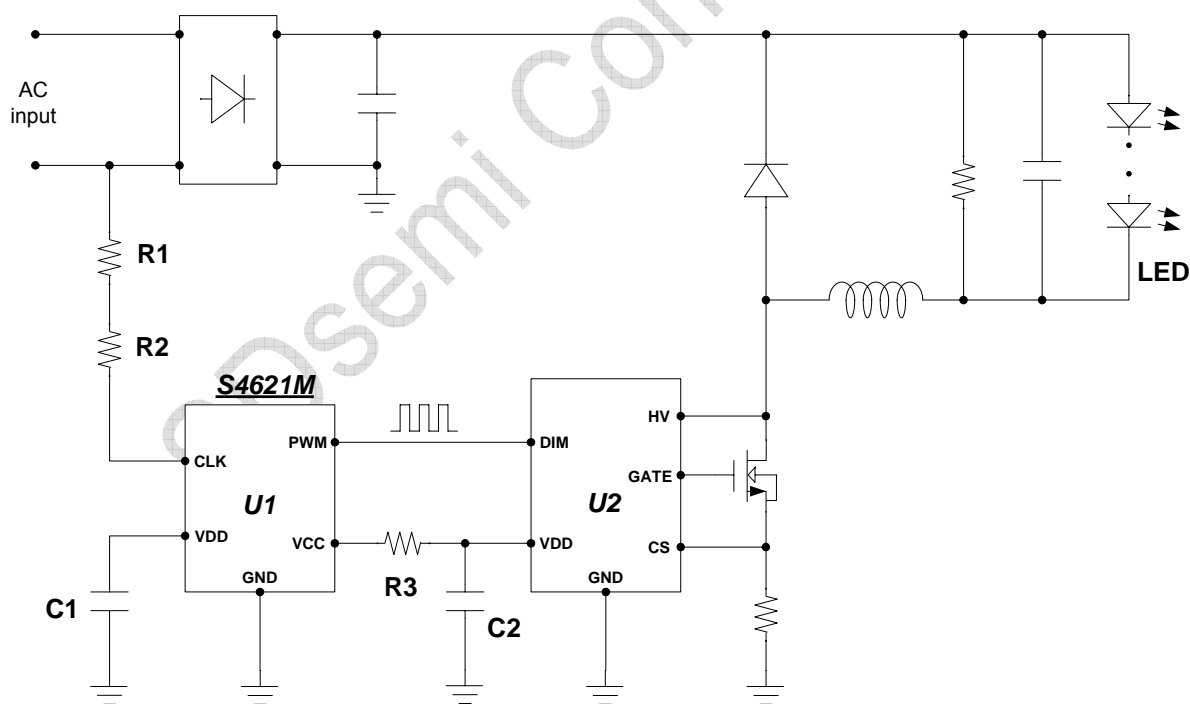 AC
input
R1
R2
LED
S4621M
PWM
CLK
U1
VDD
VCC
GND
C1
R3
C2
HV
DIM
GATE
U2
VDD
CS
GND